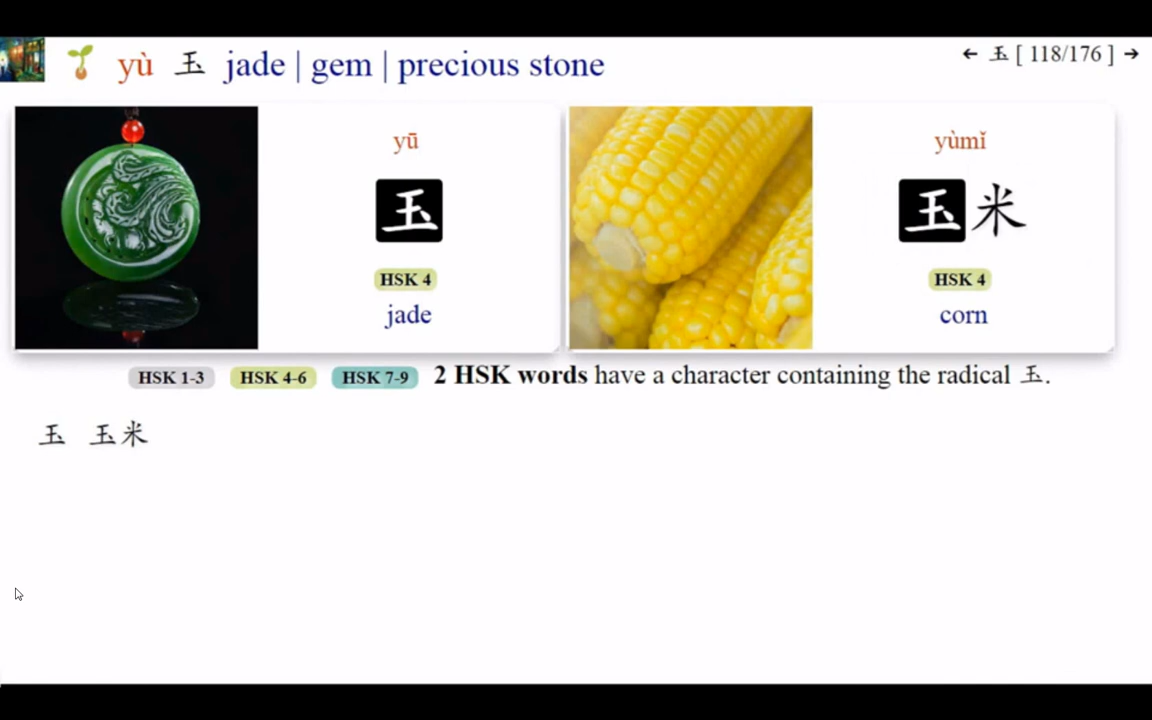 yù 玉 jade | gem | precious stone
← 玉 [ 118/176 ] →
yū
玉
HSK 4
jade
yùmǐ
玉米
HSK 4
corn
HSK 1-3 HSK 4-6 HSK 7-9 2 HSK words have a character containing the radical 玉.
玉 玉米